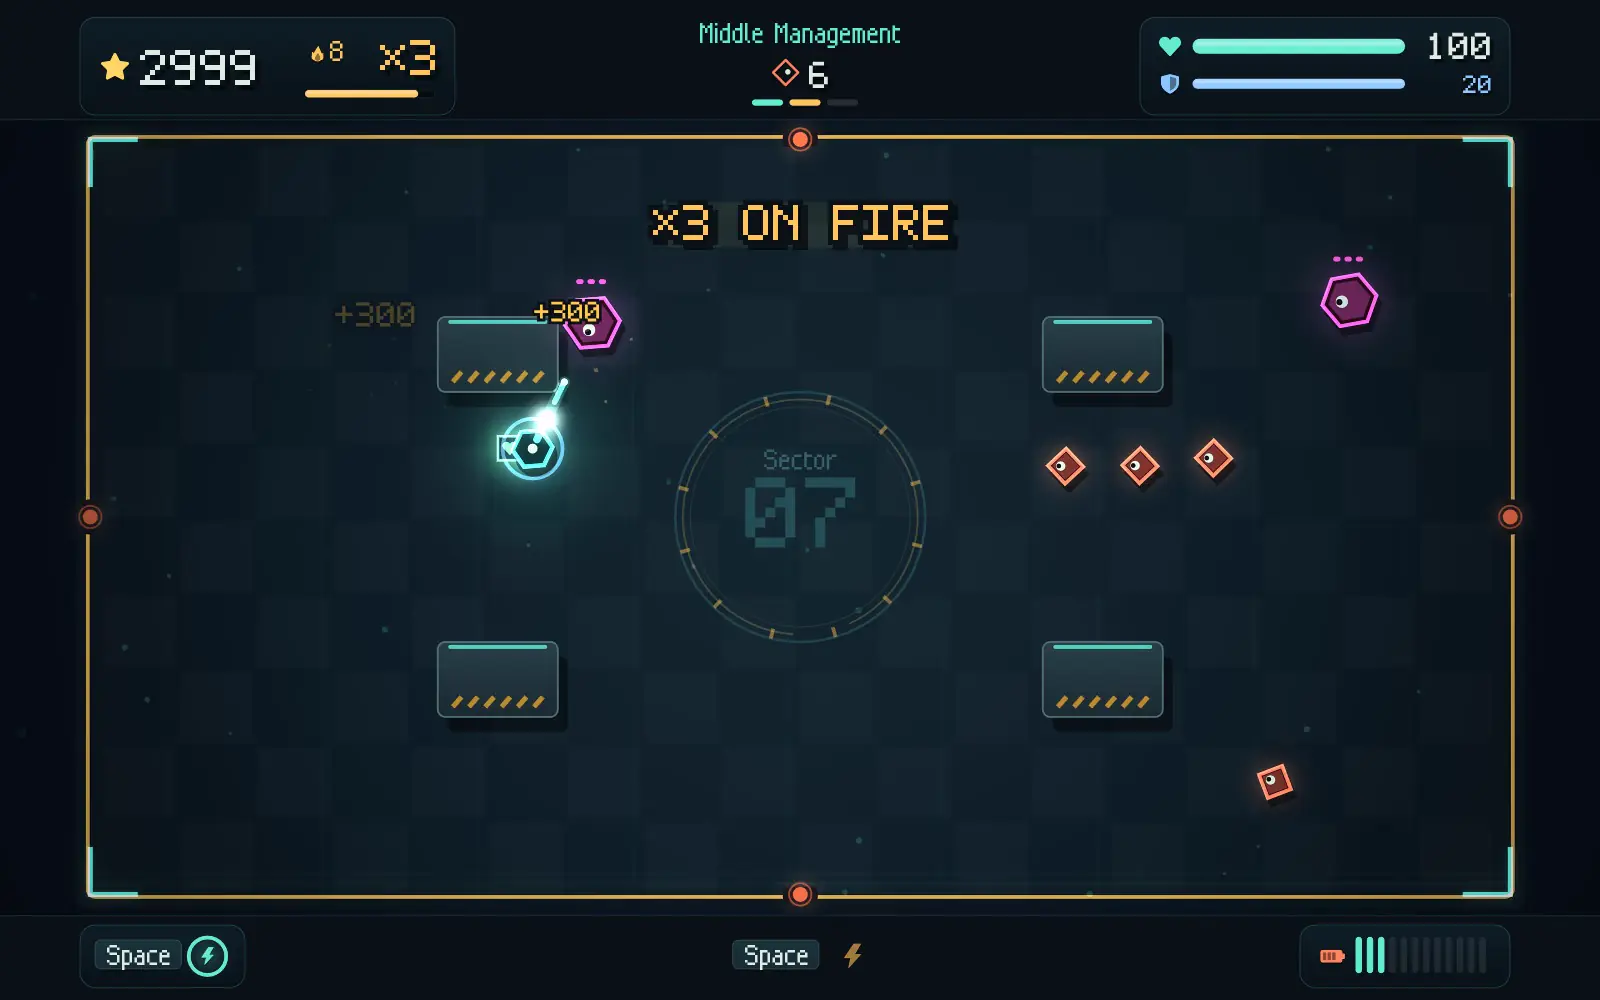 2999
8
x3
Middle Management
6
100
20
x3 ON FIRE
+300
+300
Sector
07
Space
Space